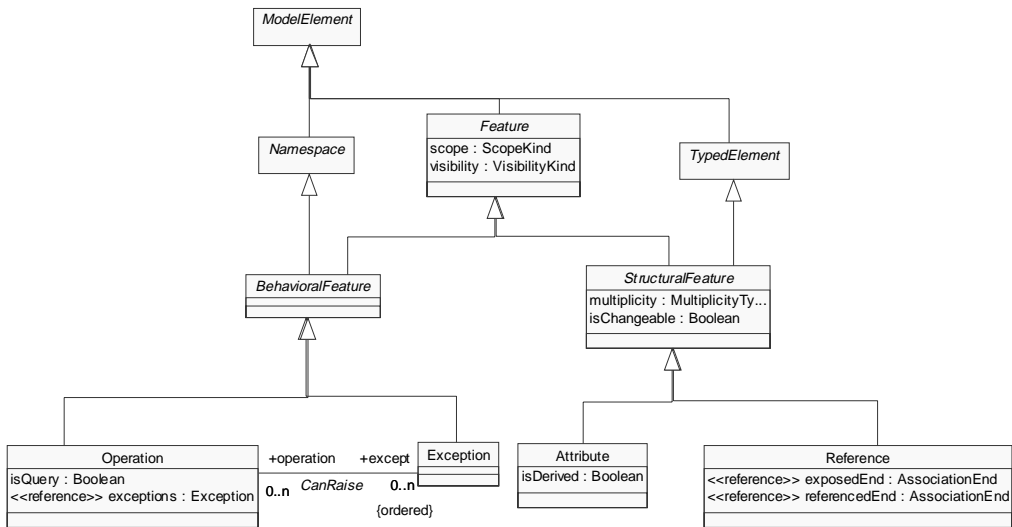 ModelElement
Feature
scope : ScopeKind
visibility : VisibilityKind
Namespace
TypedElement
BehavioralFeature
StructuralFeature
multiplicity : MultiplicityTy...
isChangeable : Boolean
Operation
isQuery : Boolean
<<reference>> exceptions : Exception
+operation
+except
0..n
CanRaise
0..n
{ordered}
Exception
Attribute
isDerived : Boolean
Reference
<<reference>> exposedEnd : AssociationEnd
<<reference>> referencedEnd : AssociationEnd